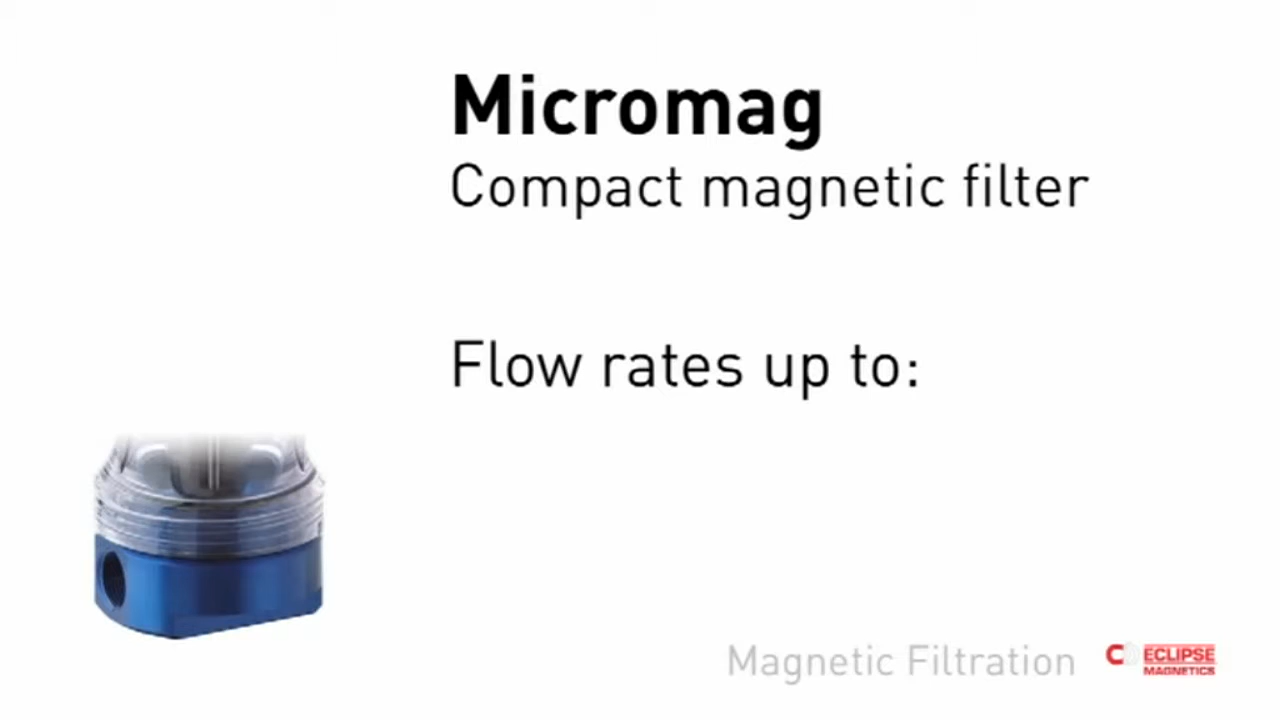 Micromag
Compact magnetic filter
Flow rates up to:
Magnetic Filtration
ECLIPSE
MAGNETICS